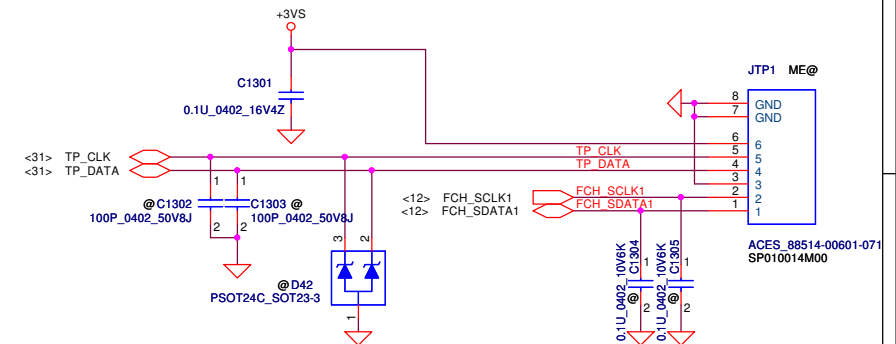 +3VS
C1301
0.1U_0402_16V4Z
JTP1 ME@
8 GND
7 GND
6 6
5 5
4 4
3 3
2 2
1 1
<31> TP_CLK
<31> TP_DATA
TP_CLK
TP_DATA
<12> FCH_SCLK1
<12> FCH_SDATA1
FCH_SCLK1
FCH_SDATA1
1 1
@C1302 C1303 @
100P_0402_50V8J 100P_0402_50V8J
2 2
3 2
@D42
PSOT24C_SOT23-3
1
0.1U_0402_10V6K
C1304
@
1
2
0.1U_0402_10V6K
C1305
@
1
2
ACES_88514-00601-071
SP010014M00